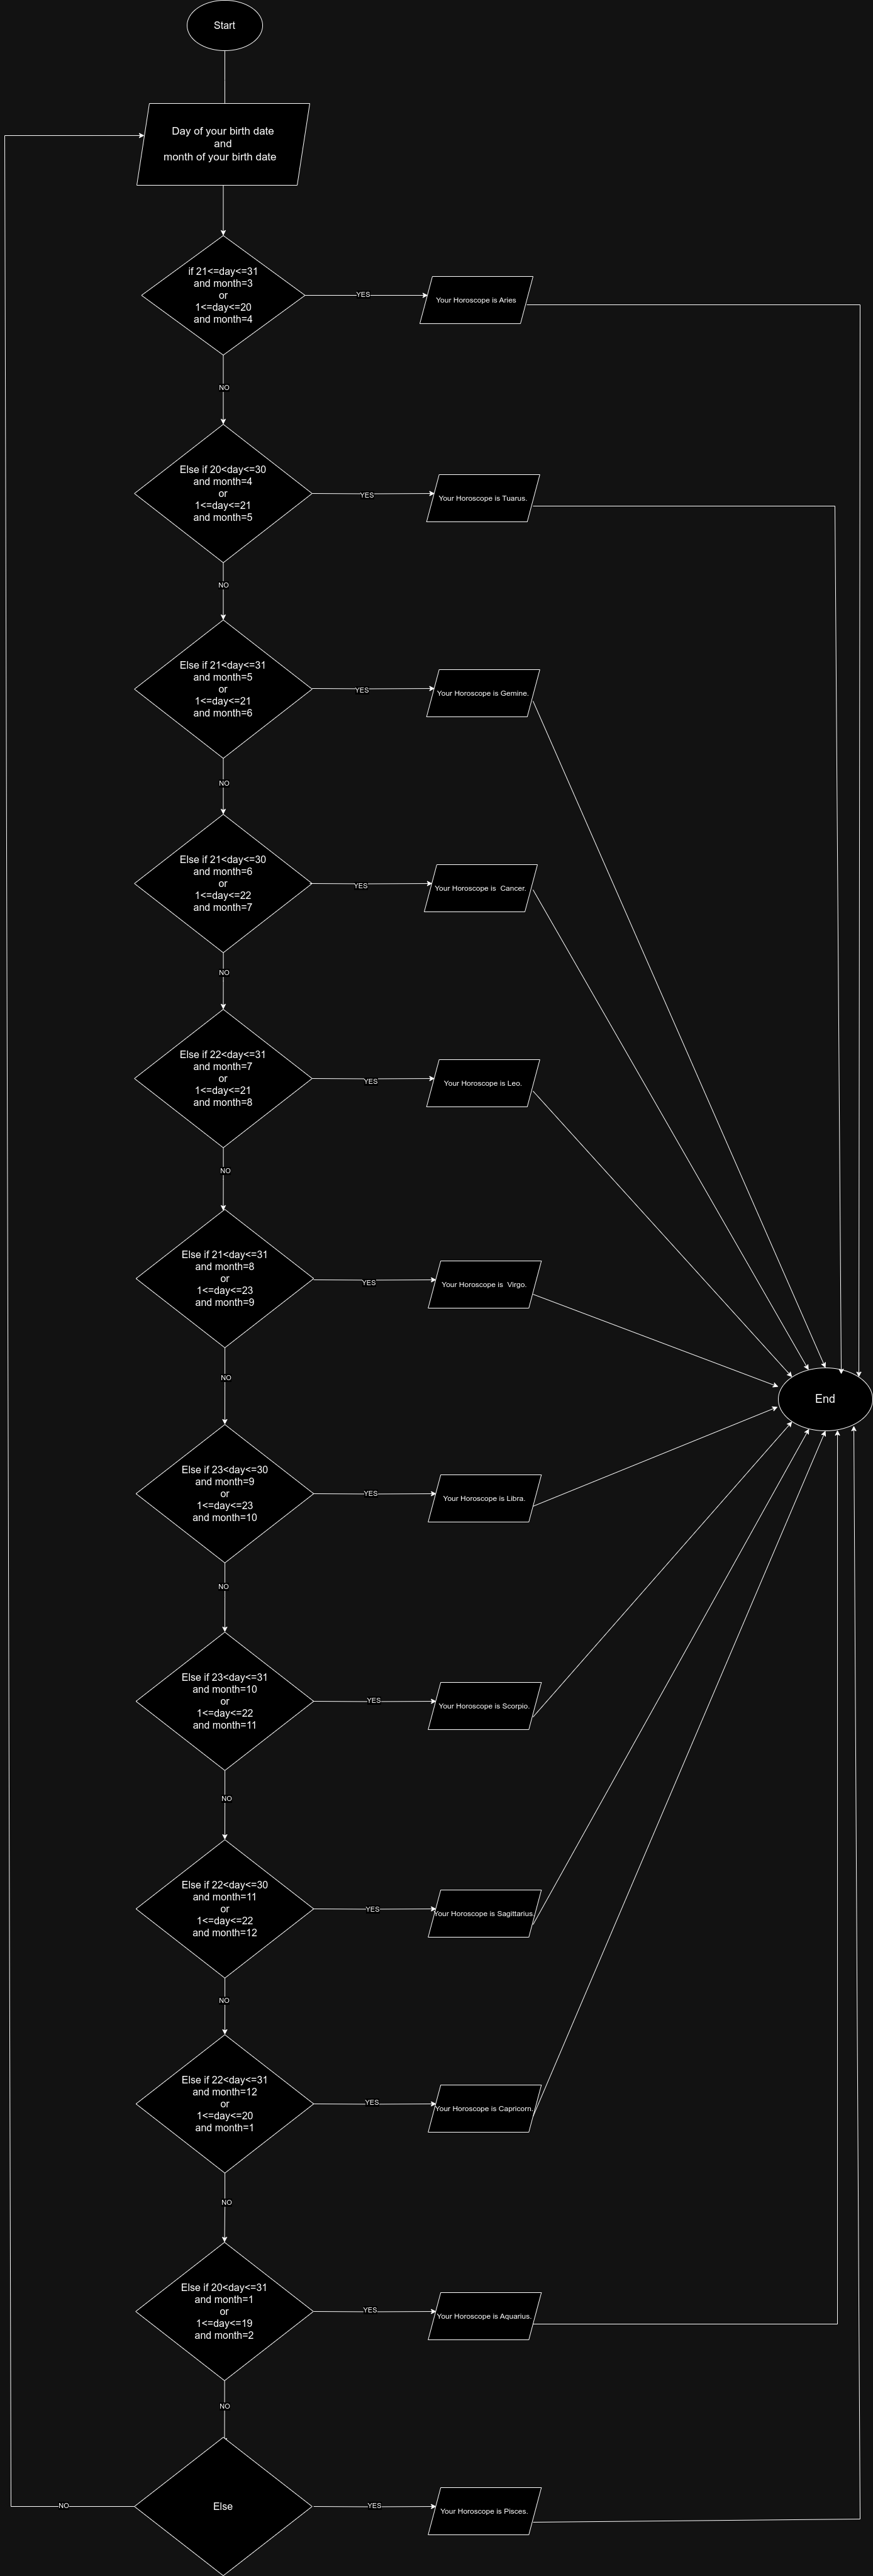 Start
Day of your birth date
and
month of your birth date
if 21<=day<=31
and month=3
or
1<=day<=20
and month=4
YES
Your Horoscope is Aries
NO
Else if 20<day<=30
and month=4
or
1<=day<=21
and month=5
YES
Your Horoscope is Tuarus.
NO
Else if 21<day<=31
and month=5
or
1<=day<=21
and month=6
YES
Your Horoscope is Gemine.
NO
Else if 21<day<=30
and month=6
or
1<=day<=22
and month=7
YES
Your Horoscope is  Cancer.
NO
Else if 22<day<=31
and month=7
or
1<=day<=21
and month=8
YES
Your Horoscope is Leo.
NO
Else if 21<day<=31
and month=8
or
1<=day<=23
and month=9
YES
Your Horoscope is  Virgo.
End
NO
Else if 23<day<=30
and month=9
or
1<=day<=23
and month=10
YES
Your Horoscope is Libra.
NO
Else if 23<day<=31
and month=10
or
1<=day<=22
and month=11
YES
Your Horoscope is Scorpio.
NO
Else if 22<day<=30
and month=11
or
1<=day<=22
and month=12
YES
Your Horoscope is Sagittarius.
NO
Else if 22<day<=31
and month=12
or
1<=day<=20
and month=1
YES
Your Horoscope is Capricorn.
NO
Else if 20<day<=31
and month=1
or
1<=day<=19
and month=2
YES
Your Horoscope is Aquarius.
NO
NO
Else
YES
Your Horoscope is Pisces.